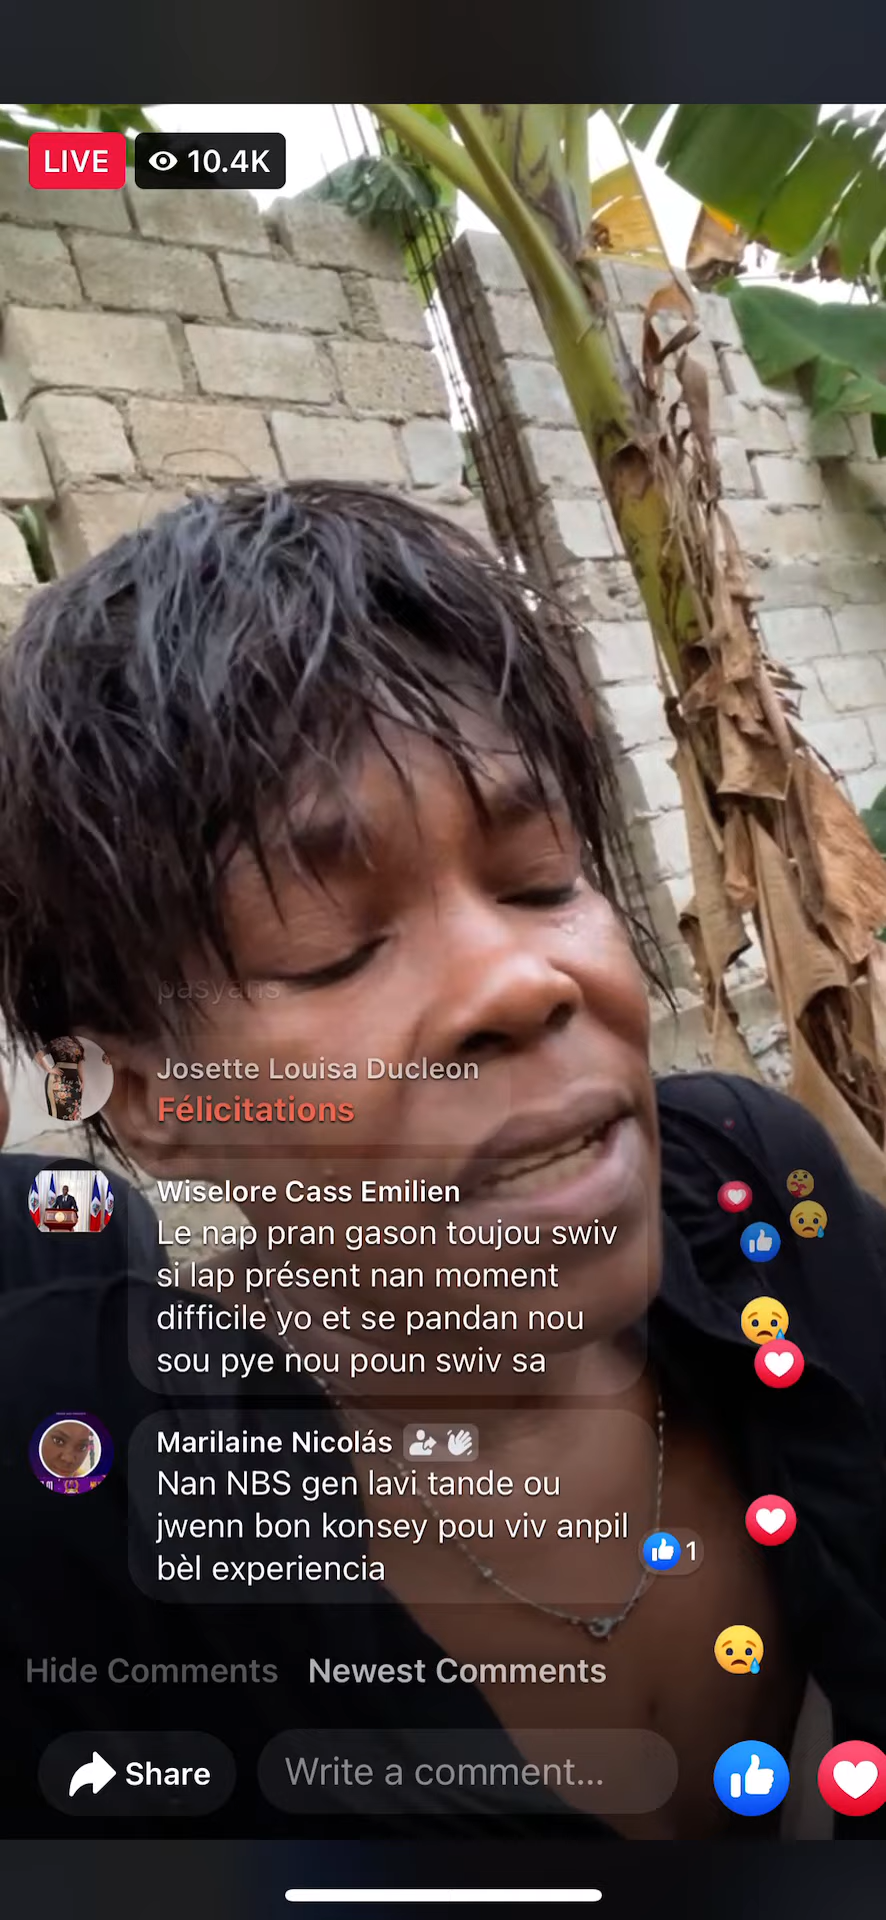 LIVE 10.4K
pasyans
Josette Louisa Ducleon
Félicitations
Wiselore Cass Emilien
Le nap pran gason toujou swiv
si lap présent nan moment
difficile yo et se pandan nou
sou pye nou poun swiv sa
Marilaine Nicolás
Nan NBS gen lavi tande ou
jwenn bon konsey pou viv anpil
bèl experiencia
1
Hide Comments Newest Comments
Share Write a comment...